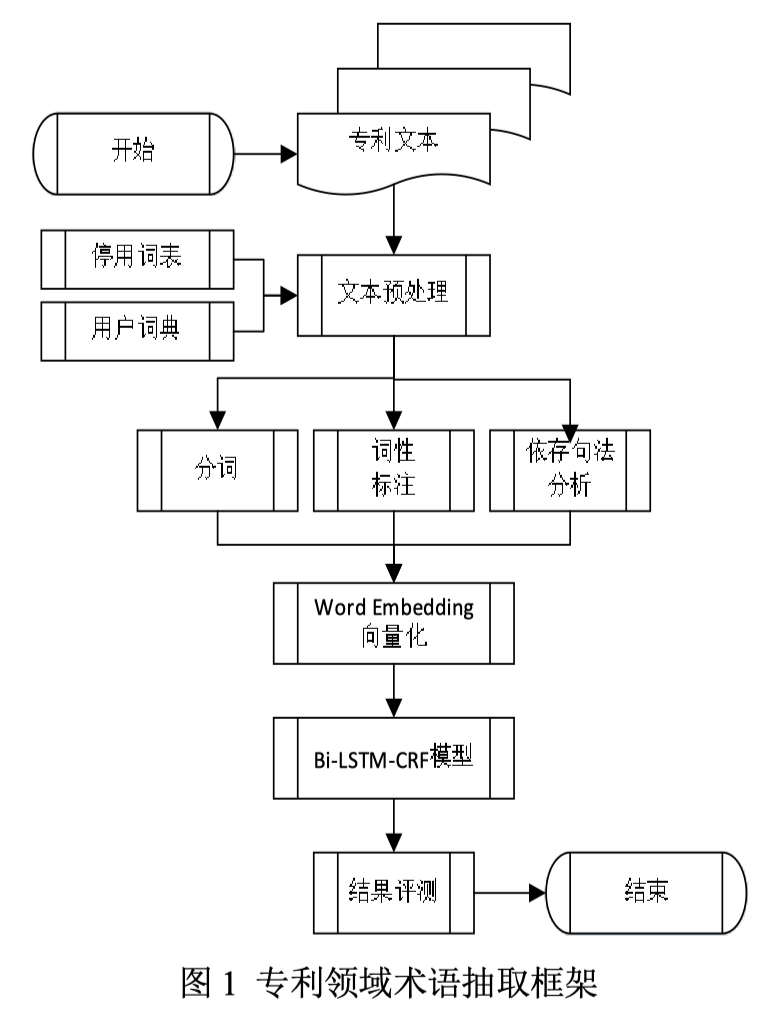 开始
专利文本
停用词表
用户词典
文本预处理
分词
词性
标注
依存句法
分析
Word Embedding
向量化
Bi-LSTM-CRF模型
结果评测
结束
图 1 专利领域术语抽取框架